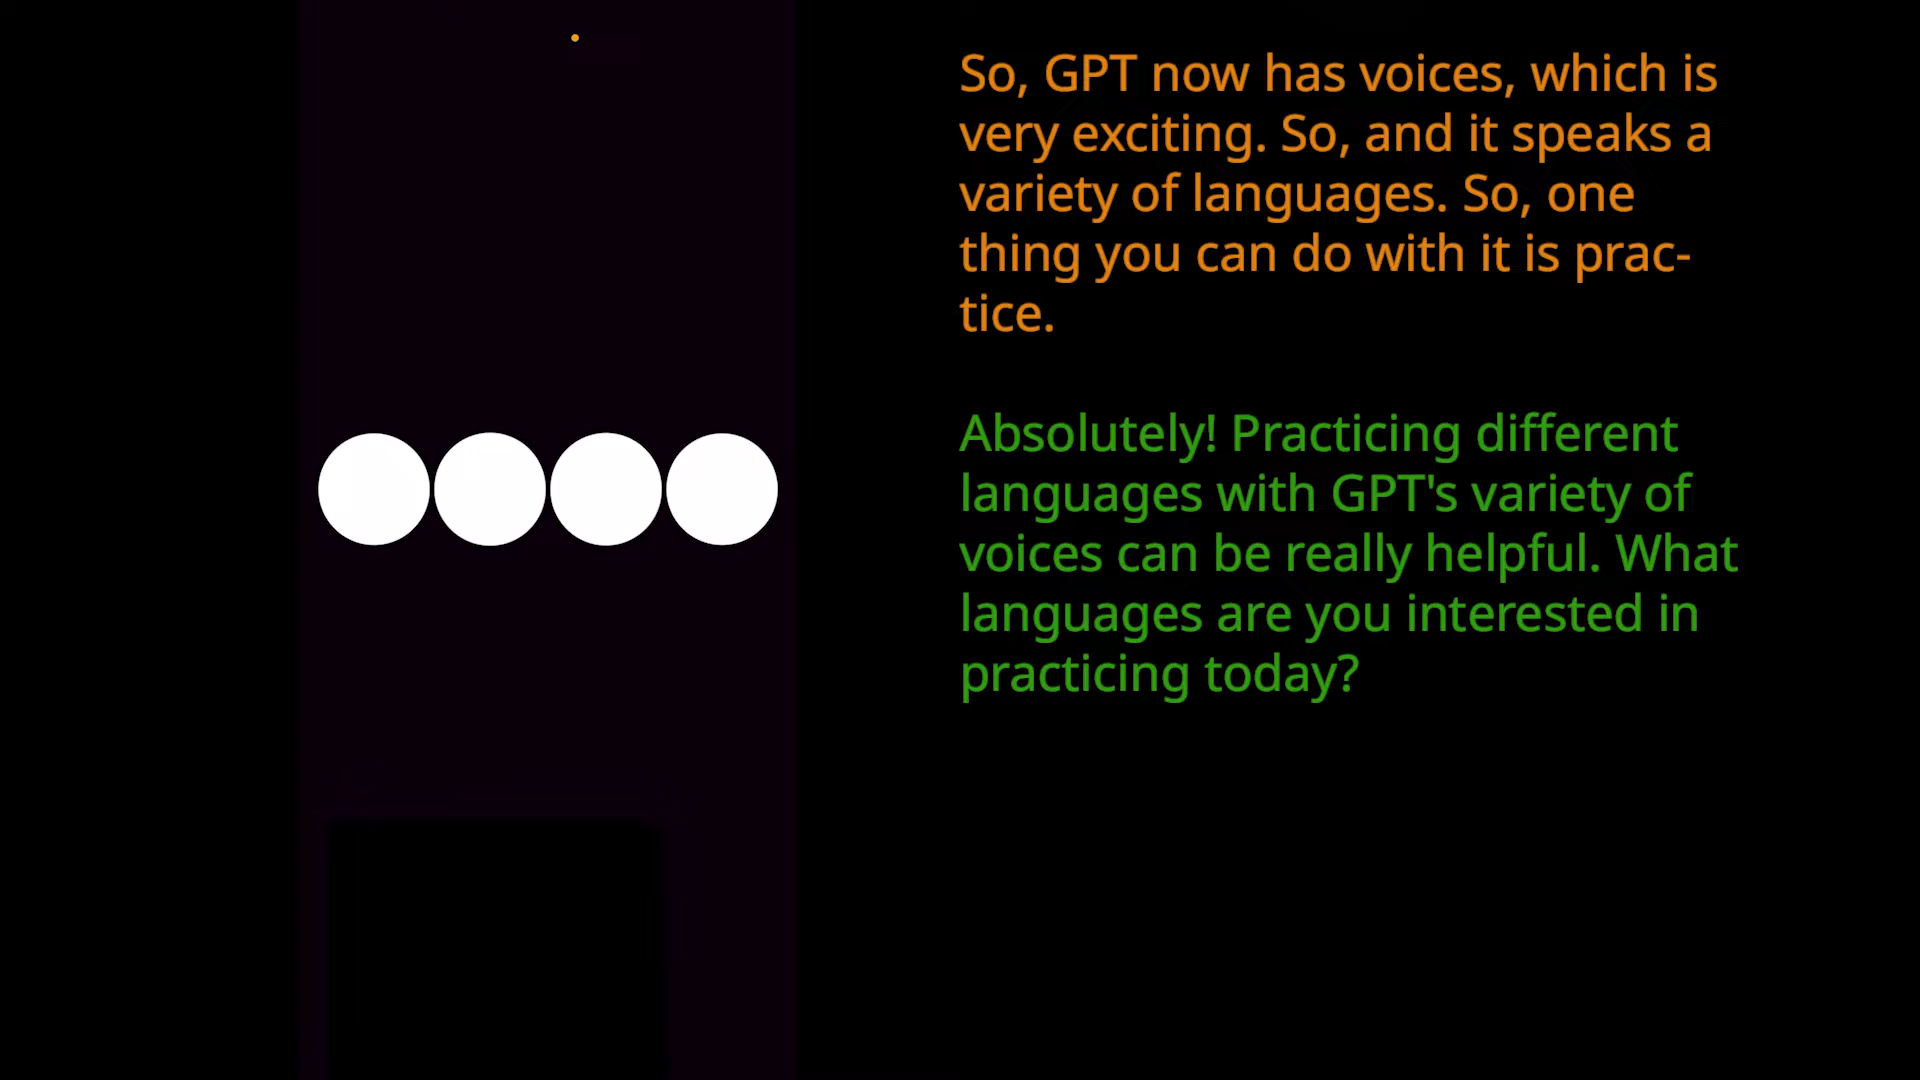 So, GPT now has voices, which is
very exciting. So, and it speaks a
variety of languages. So, one
thing you can do with it is prac-
tice.
Absolutely! Practicing different
languages with GPT's variety of
voices can be really helpful. What
languages are you interested in
practicing today?